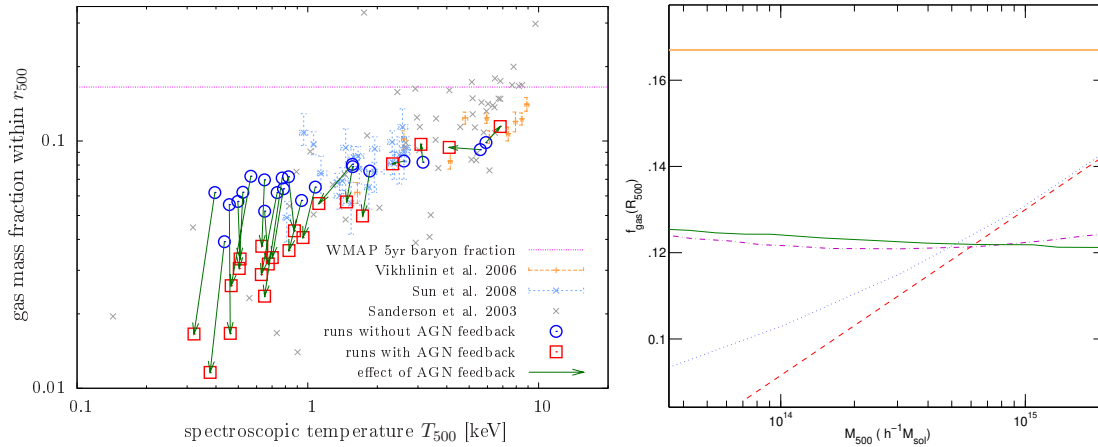 gas mass fraction within r500
0.1
0.01
WMAP 5yr baryon fraction
Vikhlinin et al. 2006
Sun et al. 2008
Sanderson et al. 2003
runs without AGN feedback
runs with AGN feedback
effect of AGN feedback
0.1
1
10
spectroscopic temperature T500 [keV]
fgas(R500)
.16
.14
.12
0.1
10^14
10^15
M500 ( h^-1Msol)